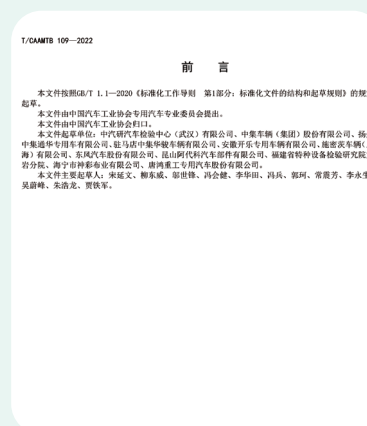 T/CAAMTB 109—2022
前 言
本文件按照GB/T 1.1—2020《标准化工作导则 第1部分：标准化文件的结构和起草规则》的规
起草。
本文件由中国汽车工业协会专用汽车专业委员会提出。
本文件由中国汽车工业协会归口。
本文件起草单位：中汽研汽车检验中心（武汉）有限公司、中集车辆（集团）股份有限公司、扬
中集通华专用车有限公司、驻马店中集华骏车辆有限公司、安徽开乐专用车辆有限公司、施密茨车辆（
海）有限公司、东风汽车股份有限公司、昆山阿代科汽车部件有限公司、福建省特种设备检验研究院
岩分院、海宁市神彩布业有限公司、唐鸿重工专用汽车股份有限公司。
本文件主要起草人：宋延文、柳东威、邬世锋、冯会健、李华田、冯兵、郭珂、常震芳、李永
吴蔚峰、朱浩龙、贾铁军。